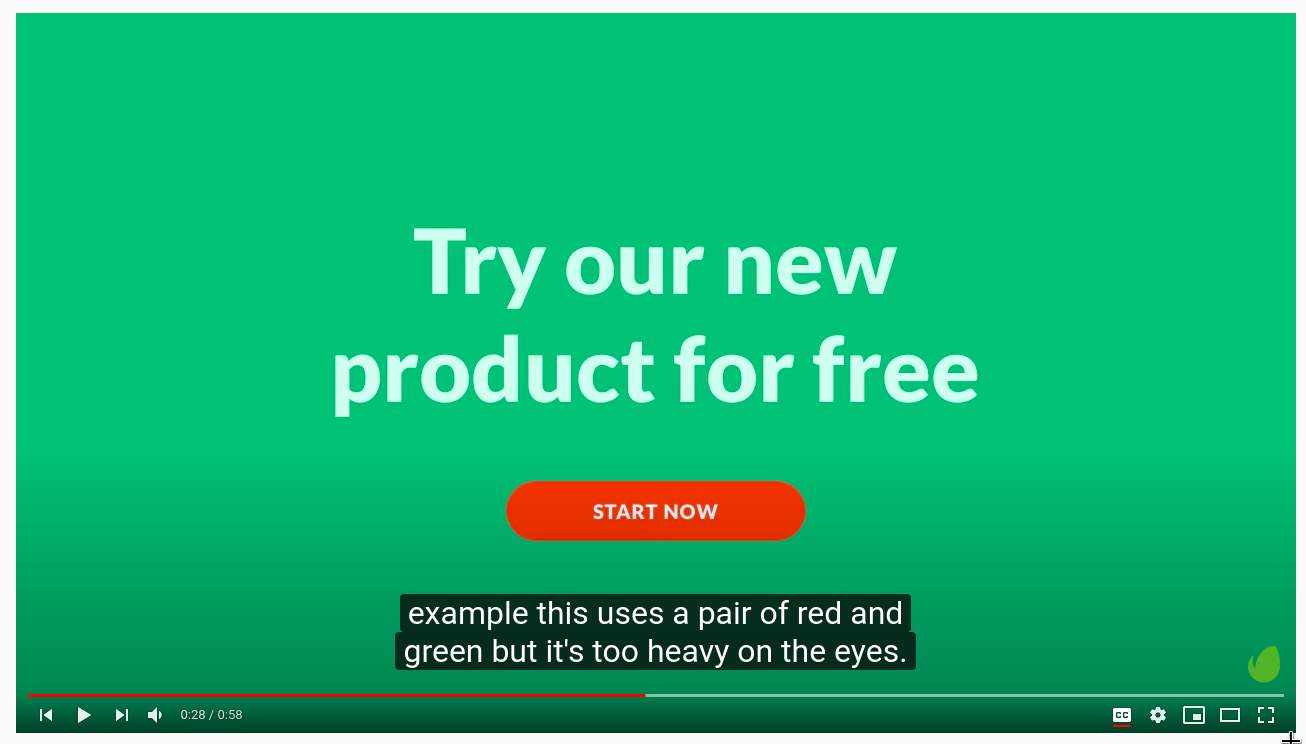 Try our new
product for free
START NOW
example this uses a pair of red and
green but it's too heavy on the eyes.
0:28 / 0:58
CC